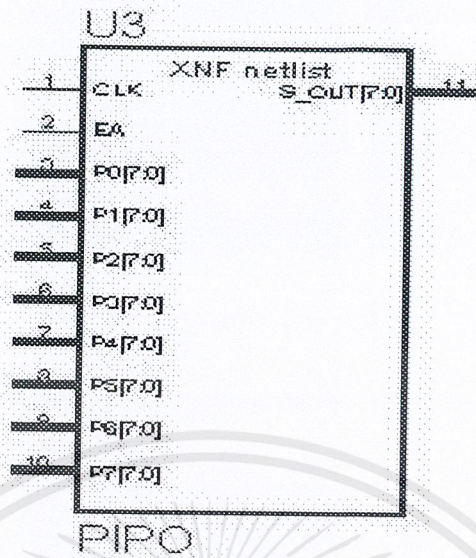 U3
XNF netlist
1 CLK S_OUT[7:0] 11
2 EA
3 P0[7:0]
4 P1[7:0]
5 P2[7:0]
6 P3[7:0]
7 P4[7:0]
8 P5[7:0]
9 P6[7:0]
10 P7[7:0]
PIPO